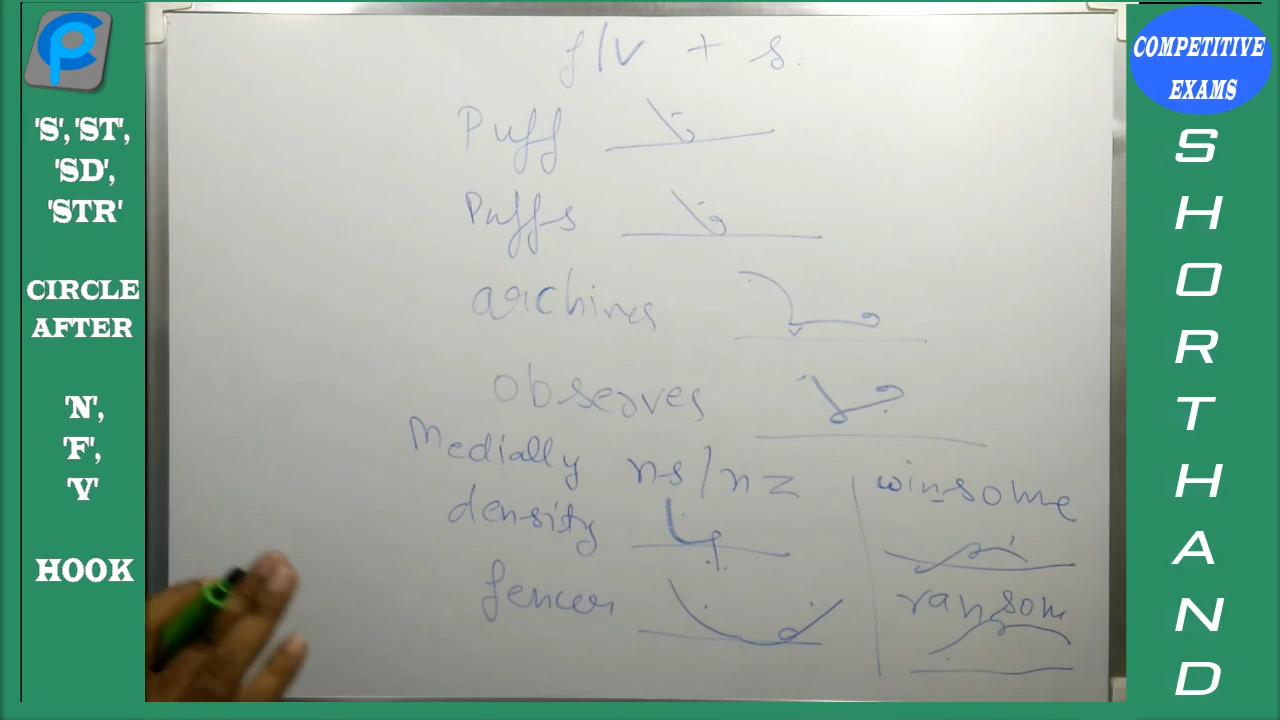 'S', 'ST',
'SD',
'STR'
CIRCLE
AFTER
'N',
'F',
'V'
HOOK
f/v + s.
Puff
Puffs
archives
observes
Medially ns/nz
density
fencer
winsome
ransom
COMPETITIVE
EXAMS
SHORTHAND